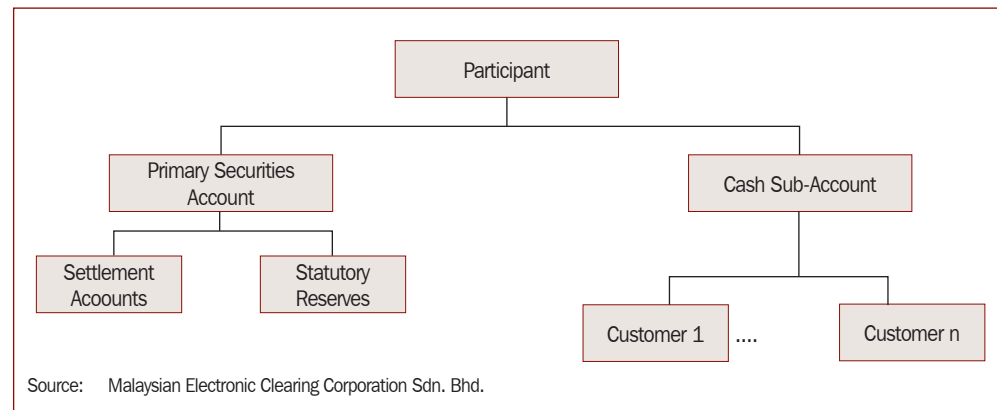 Participant
Primary Securities
Account
Cash Sub-Account
Settlement
Acoounts
Statutory
Reserves
Customer 1 .... Customer n
Source: Malaysian Electronic Clearing Corporation Sdn. Bhd.